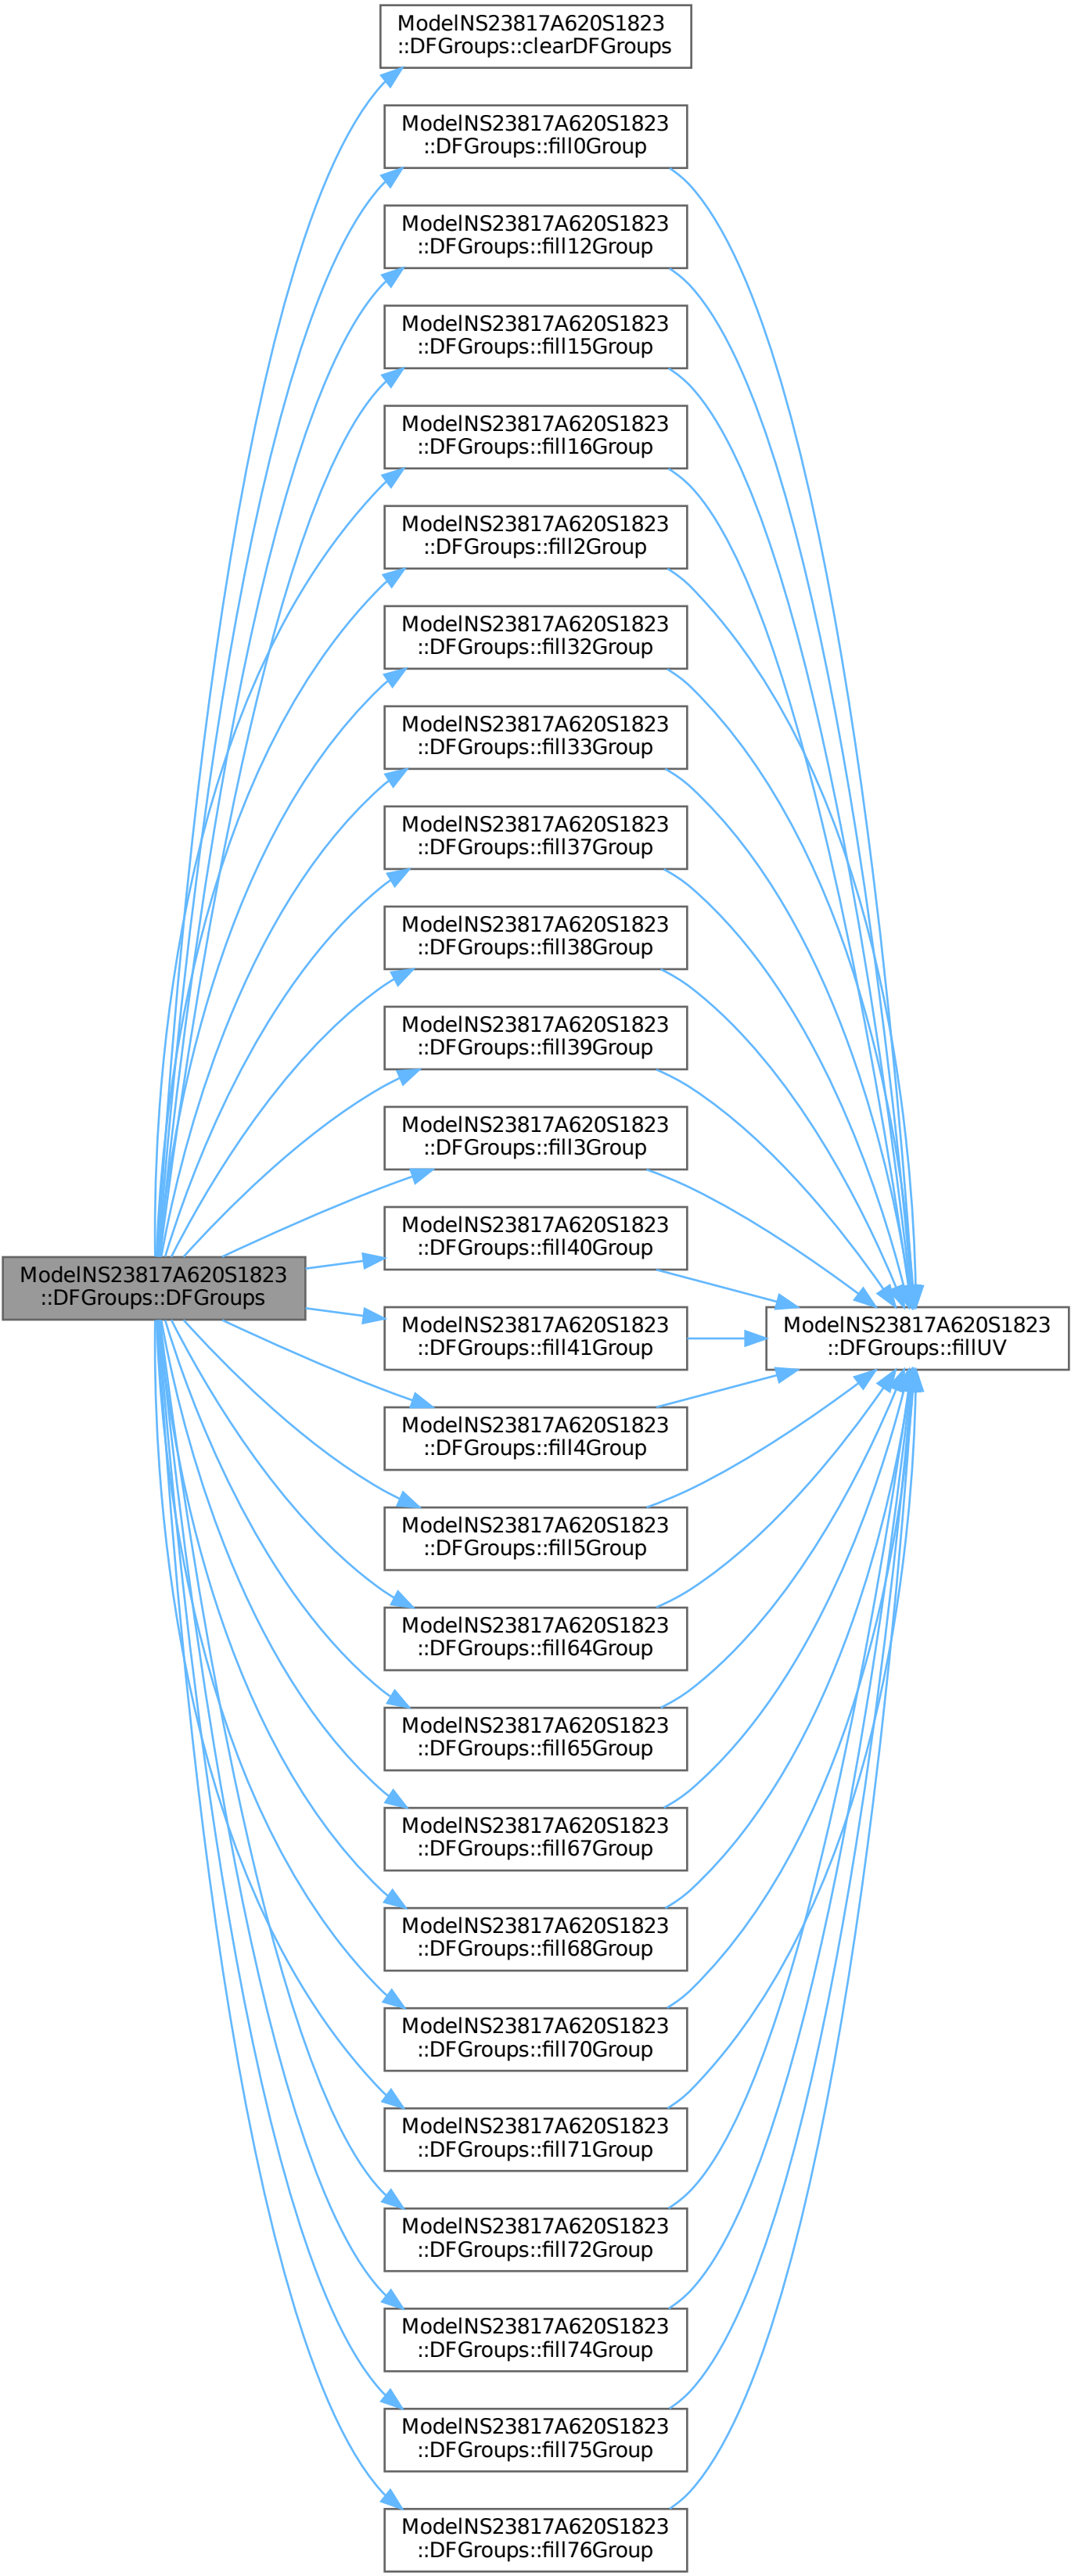 ModelNS23817A620S1823
::DFGroups::clearDFGroups
ModelNS23817A620S1823
::DFGroups::fill0Group
ModelNS23817A620S1823
::DFGroups::fill12Group
ModelNS23817A620S1823
::DFGroups::fill15Group
ModelNS23817A620S1823
::DFGroups::fill16Group
ModelNS23817A620S1823
::DFGroups::fill2Group
ModelNS23817A620S1823
::DFGroups::fill32Group
ModelNS23817A620S1823
::DFGroups::fill33Group
ModelNS23817A620S1823
::DFGroups::fill37Group
ModelNS23817A620S1823
::DFGroups::fill38Group
ModelNS23817A620S1823
::DFGroups::fill39Group
ModelNS23817A620S1823
::DFGroups::fill3Group
ModelNS23817A620S1823
::DFGroups::fill40Group
ModelNS23817A620S1823
::DFGroups::DFGroups
ModelNS23817A620S1823
::DFGroups::fill41Group
ModelNS23817A620S1823
::DFGroups::fillUV
ModelNS23817A620S1823
::DFGroups::fill4Group
ModelNS23817A620S1823
::DFGroups::fill5Group
ModelNS23817A620S1823
::DFGroups::fill64Group
ModelNS23817A620S1823
::DFGroups::fill65Group
ModelNS23817A620S1823
::DFGroups::fill67Group
ModelNS23817A620S1823
::DFGroups::fill68Group
ModelNS23817A620S1823
::DFGroups::fill70Group
ModelNS23817A620S1823
::DFGroups::fill71Group
ModelNS23817A620S1823
::DFGroups::fill72Group
ModelNS23817A620S1823
::DFGroups::fill74Group
ModelNS23817A620S1823
::DFGroups::fill75Group
ModelNS23817A620S1823
::DFGroups::fill76Group